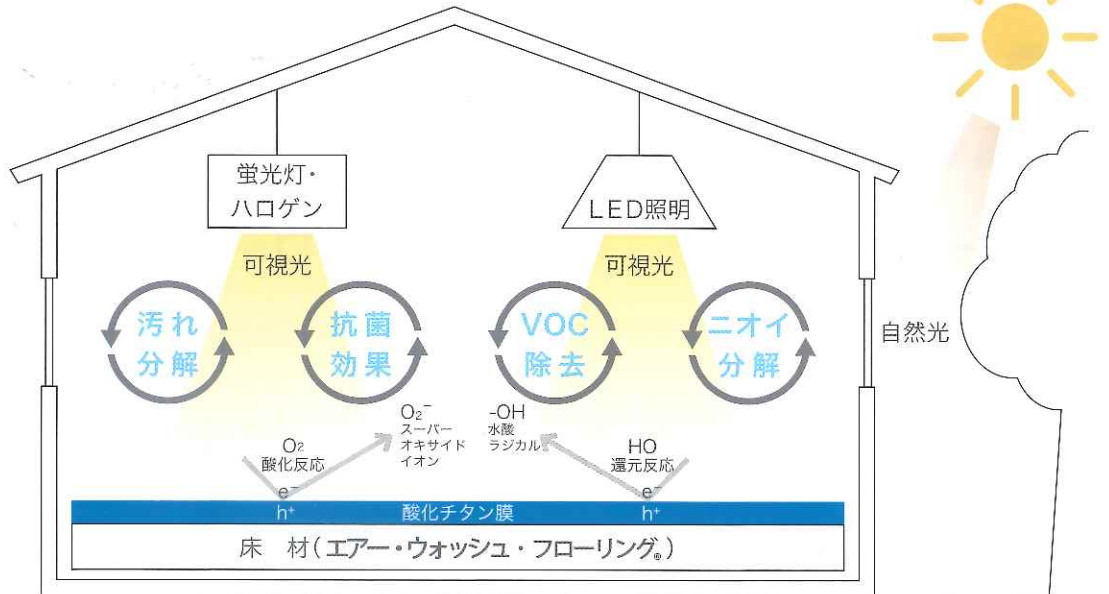 蛍光灯・
ハロゲン
LED照明
可視光
可視光
汚れ
分解
抗菌
効果
VOC
除去
ニオイ
分解
自然光
O₂⁻
スーパー
オキサイド
イオン
-OH
水酸
ラジカル
O₂
酸化反応
HO
還元反応
e⁻
e⁻
h⁺
酸化チタン膜
h⁺
床 材(エアー・ウォッシュ・フローリング®)